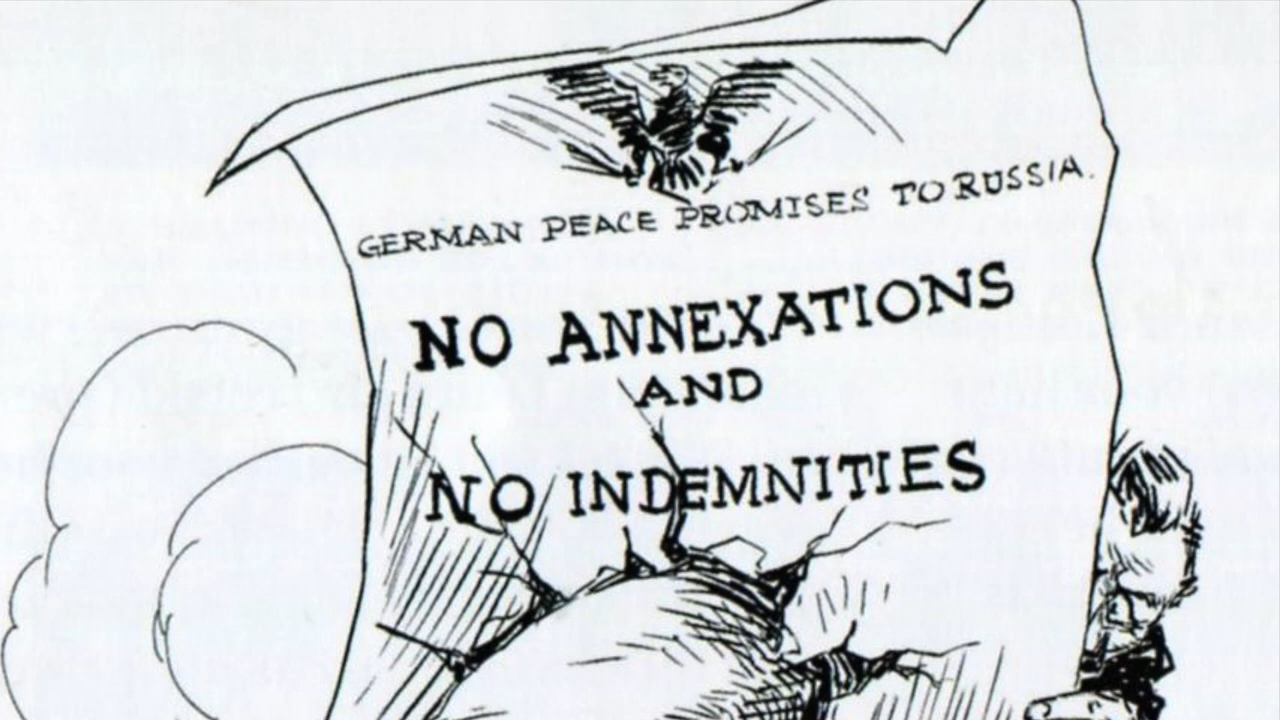 GERMAN PEACE PROMISES TO RUSSIA.
NO ANNEXATIONS
AND
NO INDEMNITIES